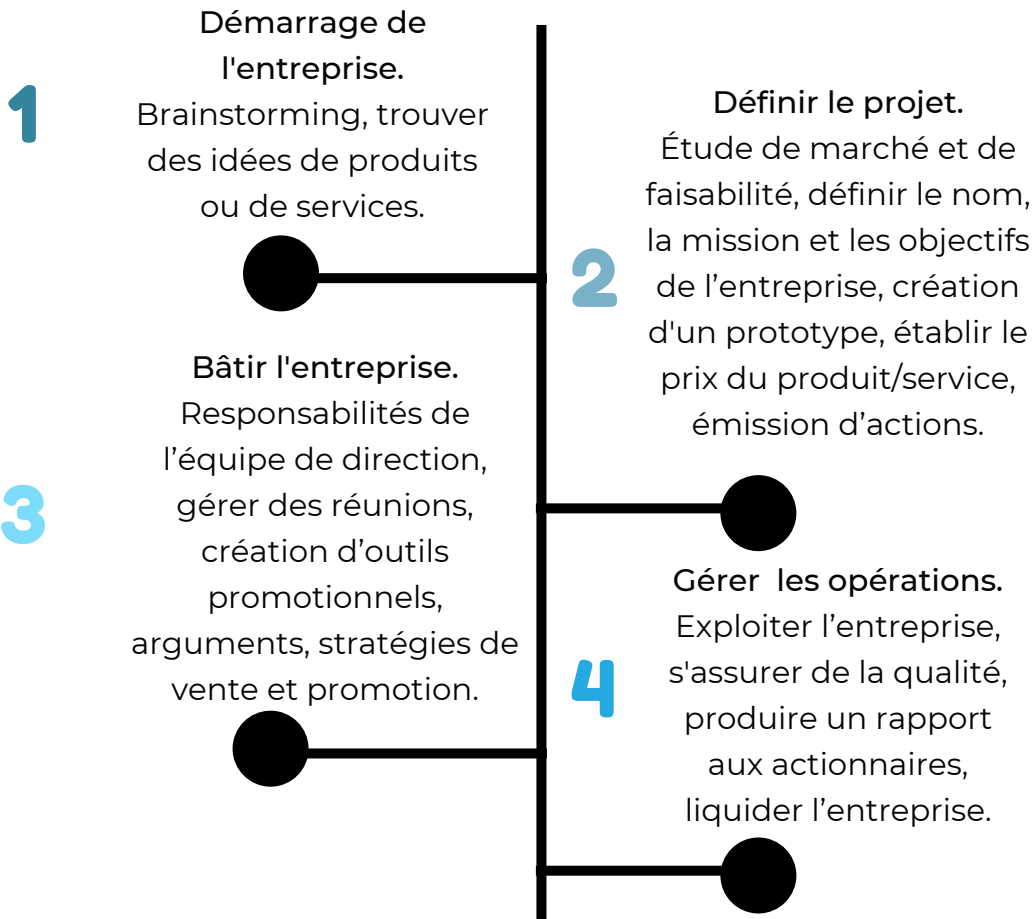 1
Démarrage de
l'entreprise.
Brainstorming, trouver
des idées de produits
ou de services.
2
Définir le projet.
Étude de marché et de
faisabilité, définir le nom,
la mission et les objectifs
de l’entreprise, création
d'un prototype, établir le
prix du produit/service,
émission d’actions.
3
Bâtir l'entreprise.
Responsabilités de
l’équipe de direction,
gérer des réunions,
création d’outils
promotionnels,
arguments, stratégies de
vente et promotion.
4
Gérer  les opérations.
Exploiter l’entreprise,
s'assurer de la qualité,
produire un rapport
aux actionnaires,
liquider l’entreprise.